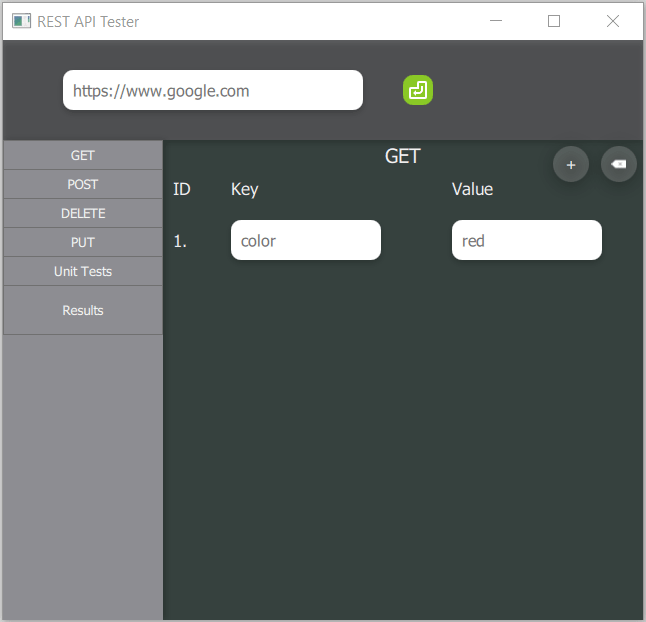 REST API Tester
https://www.google.com
GET
POST
DELETE
PUT
Unit Tests
Results
GET
+
ID Key Value
1. color red